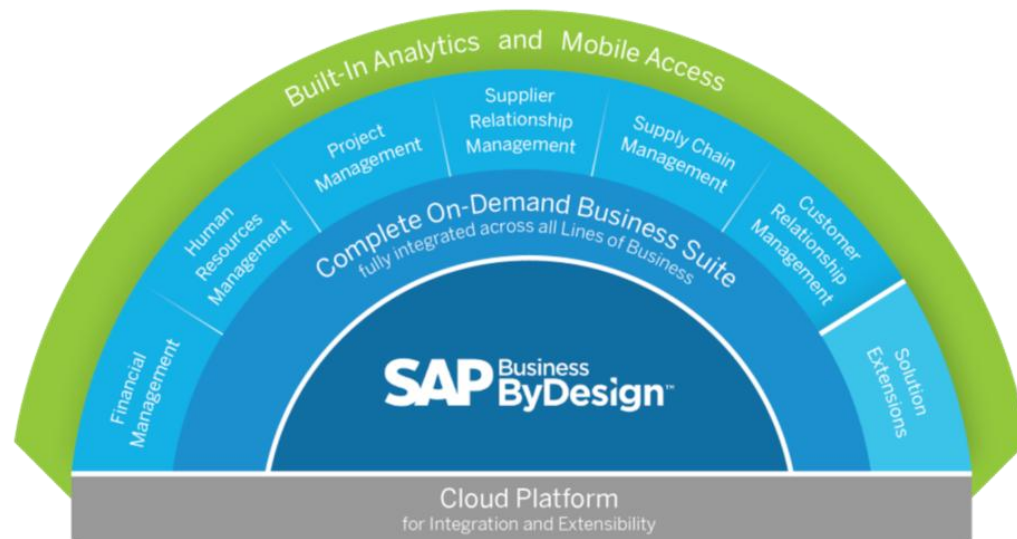 Built-In Analytics and Mobile Access
Financial
Management
Human
Resources
Management
Project
Management
Supplier
Relationship
Management
Supply Chain
Management
Customer
Relationship
Management
Solution
Extensions
Complete On-Demand Business Suite
fully integrated across all Lines of Business
SAP Business
ByDesign™
Cloud Platform
for Integration and Extensibility